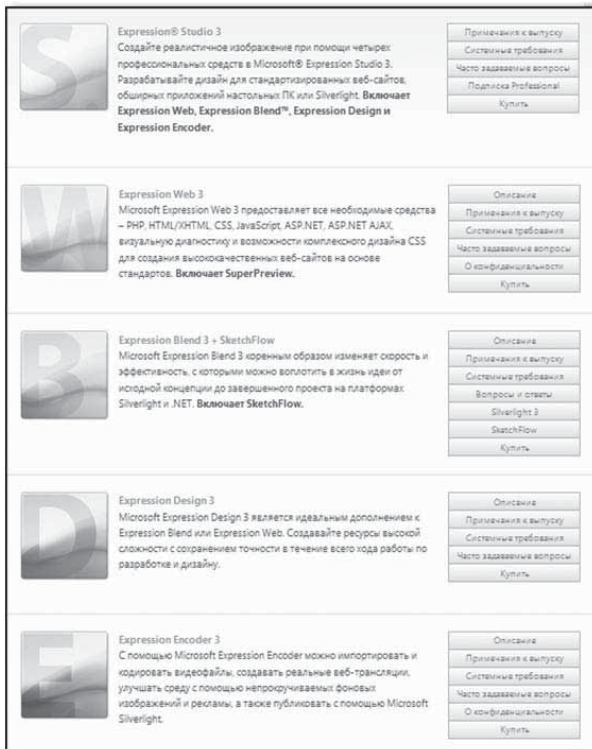 S.
Expression® Studio 3
Создайте реалистичное изображение при помощи четырех
профессиональных средств в Microsoft® Expression Studio 3.
Разрабатывайте дизайн для стандартизированных веб-сайтов,
обширных приложений настольных ПК или Silverlight. Включает
Expression Web, Expression Blend™, Expression Design и
Expression Encoder.
Примечания к выпуску
Системные требования
Часто задаваемые вопросы
Подписка Professional
Купить
W
Expression Web 3
Microsoft Expression Web 3 предоставляет все необходимые средства
– PHP, HTML/XHTML, CSS, JavaScript, ASP.NET, ASP.NET AJAX,
визуальную диагностику и возможности комплексного дизайна CSS
для создания высококачественных веб-сайтов на основе
стандартов. Включает SuperPreview.
Описание
Примечания к выпуску
Системные требования
Часто задаваемые вопросы
О конфиденциальности
Купить
B
Expression Blend 3 + SketchFlow
Microsoft Expression Blend 3 коренным образом изменяет скорость и
эффективность, с которыми можно воплотить в жизнь идеи от
исходной концепции до завершенного проекта на платформах
Silverlight и .NET. Включает SketchFlow.
Описание
Примечания к выпуску
Системные требования
Вопросы и ответы
Silverlight 3
SketchFlow
Купить
D
Expression Design 3
Microsoft Expression Design 3 является идеальным дополнением к
Expression Blend или Expression Web. Создавайте ресурсы высокой
сложности с сохранением точности в течение всего хода работы по
разработке и дизайну.
Описание
Примечания к выпуску
Системные требования
Часто задаваемые вопросы
Купить
E
Expression Encoder 3
С помощью Microsoft Expression Encoder можно импортировать и
кодировать видеофайлы, создавать реальные веб-трансляции,
улучшать среду с помощью непрокручиваемых фоновых
изображений и рекламы, а также публиковать с помощью Microsoft
Silverlight.
Описание
Примечания к выпуску
Системные требования
Часто задаваемые вопросы
О конфиденциальности
Купить